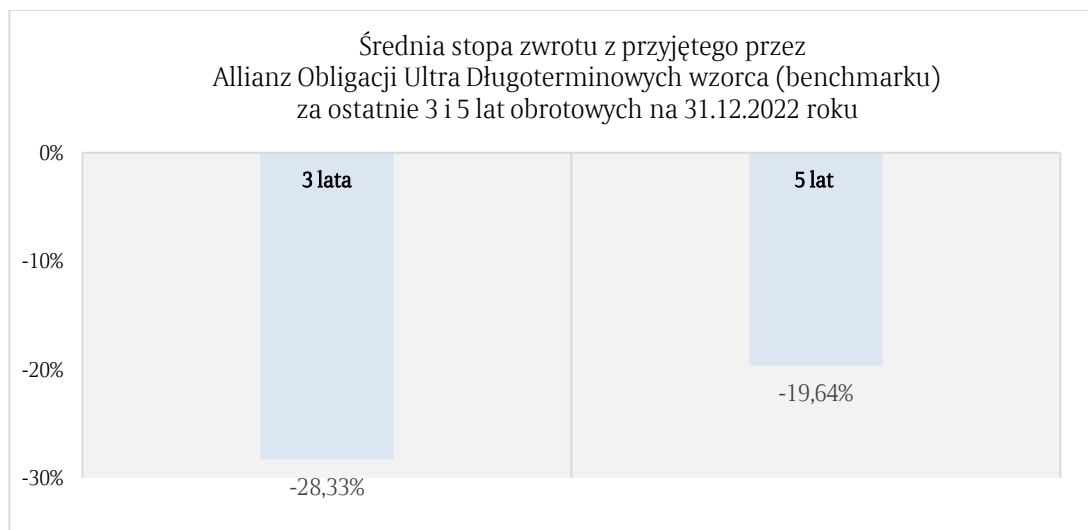 Średnia stopa zwrotu z przyjętego przez
Allianz Obligacji Ultra Długoterminowych wzorca (benchmarku)
za ostatnie 3 i 5 lat obrotowych na 31.12.2022 roku
0%
3 lata
5 lat
-10%
-20%
-19,64%
-30%
-28,33%